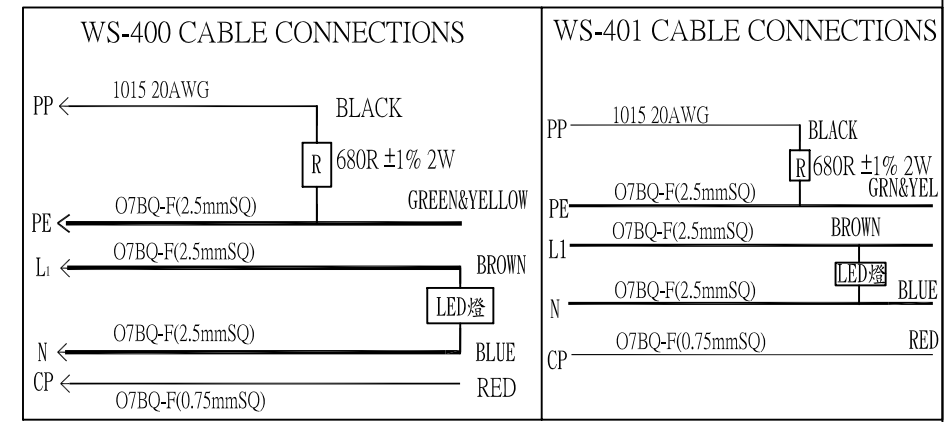 WS-400 CABLE CONNECTIONS
PP
1015 20AWG
BLACK
R
680R ±1% 2W
O7BQ-F(2.5mmSQ)
GREEN&YELLOW
PE
O7BQ-F(2.5mmSQ)
L1
BROWN
LED燈
O7BQ-F(2.5mmSQ)
N
BLUE
CP
RED
O7BQ-F(0.75mmSQ)
WS-401 CABLE CONNECTIONS
1015 20AWG
PP
BLACK
R
680R ±1% 2W
O7BQ-F(2.5mmSQ)
GRN&YEL
PE
O7BQ-F(2.5mmSQ)
BROWN
L1
LED燈
O7BQ-F(2.5mmSQ)
BLUE
N
O7BQ-F(0.75mmSQ)
RED
CP